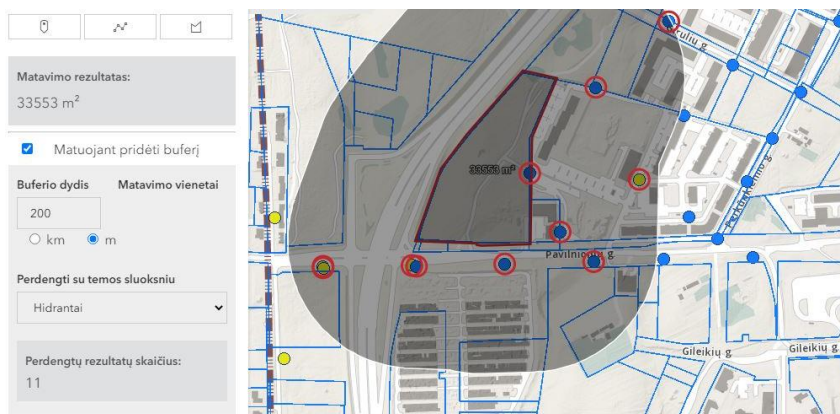 Matavimo rezultatas:
33553 m²
Matuojant pridėti buferį
Buferio dydis Matavimo vienetai
200
km m
Perdengti su temos sluoksniu
Hidrantai
Perdengtų rezultatų skaičius:
11
33553 m²
Pavilnionių g.
Perkūnkiemio g.
Gileikių g.
Gileikių g.